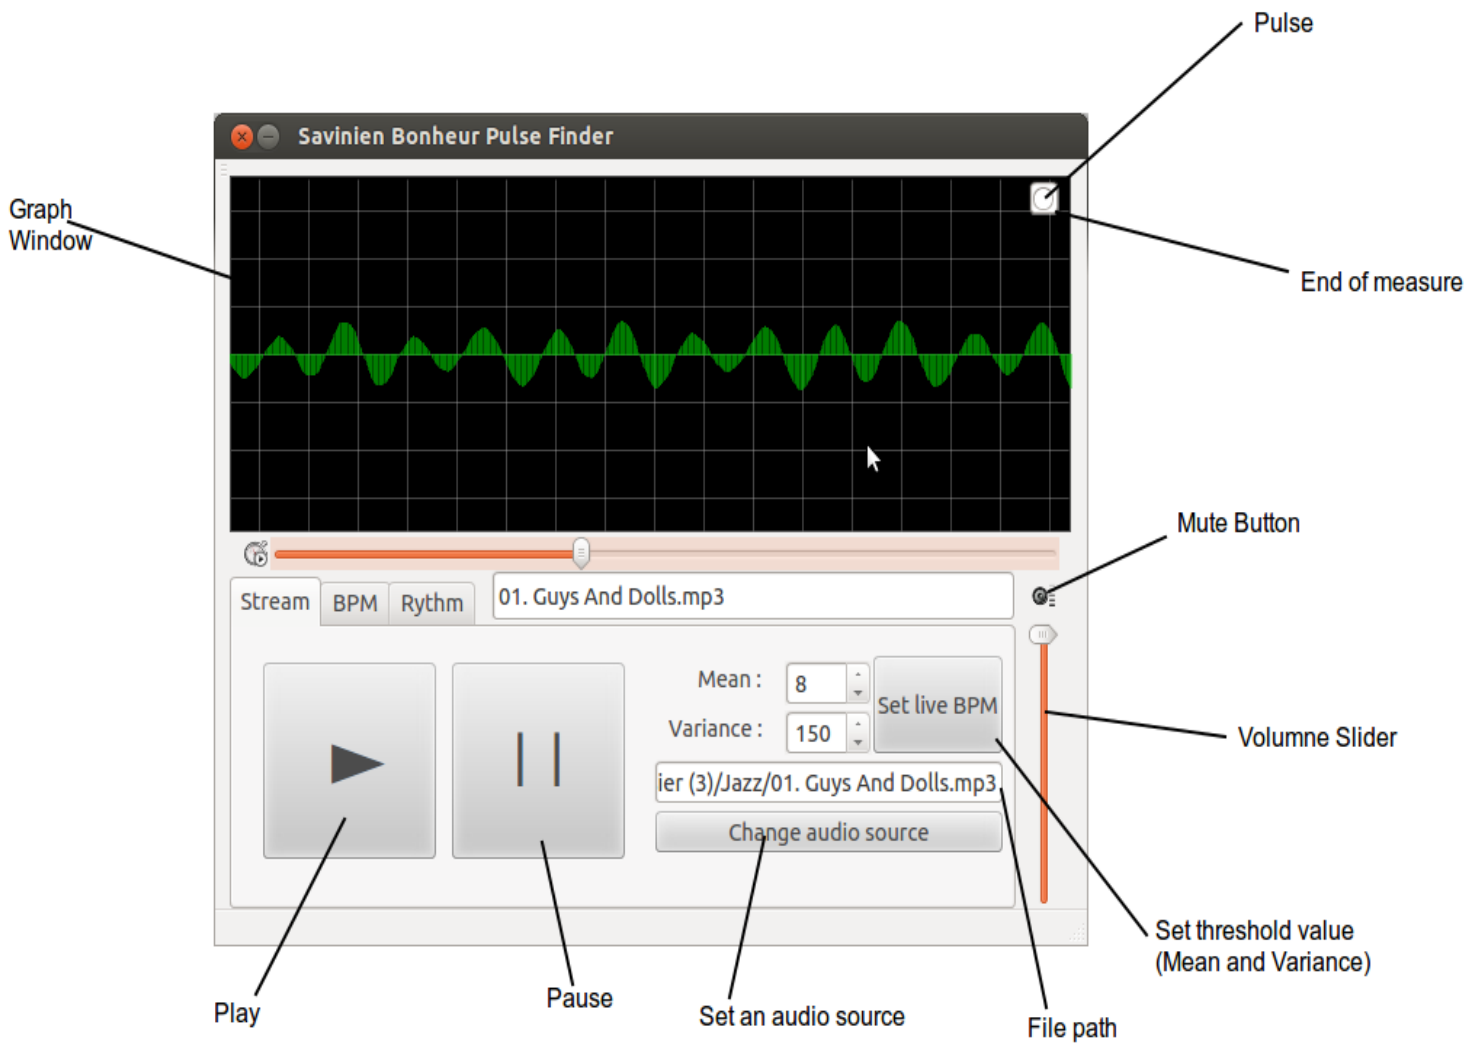 Pulse
Savinien Bonheur Pulse Finder
Graph
Window
End of measure
Mute Button
Stream
BPM
Rythm
01. Guys And Dolls.mp3
Mean :
8
Set live BPM
Variance :
150
Volumne Slider
ier (3)/Jazz/01. Guys And Dolls.mp3
Change audio source
Set threshold value
(Mean and Variance)
Play
Pause
Set an audio source
File path